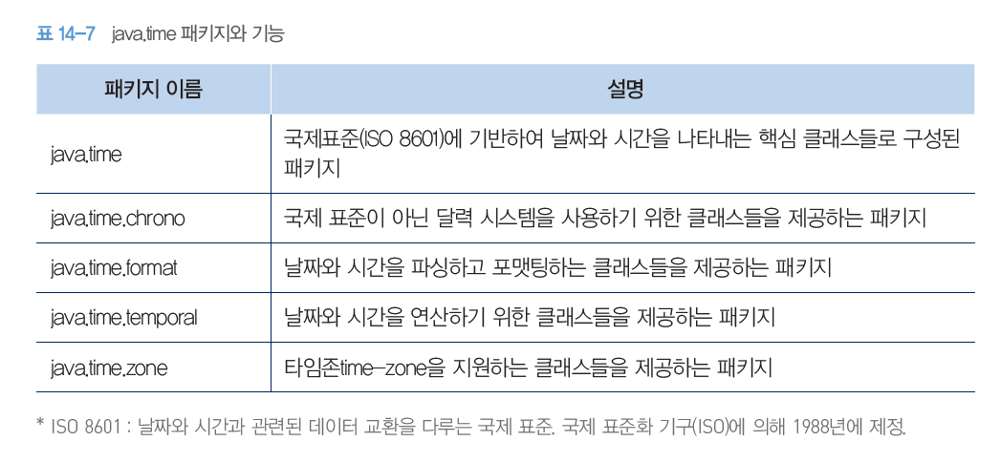 표 14-7 java.time 패키지와 기능
패키지 이름 설명
java.time 국제표준(ISO 8601)에 기반하여 날짜와 시간을 나타내는 핵심 클래스들로 구성된
패키지
java.time.chrono 국제 표준이 아닌 달력 시스템을 사용하기 위한 클래스들을 제공하는 패키지
java.time.format 날짜와 시간을 파싱하고 포맷팅하는 클래스들을 제공하는 패키지
java.time.temporal 날짜와 시간을 연산하기 위한 클래스들을 제공하는 패키지
java.time.zone 타임존time-zone을 지원하는 클래스들을 제공하는 패키지
* ISO 8601 : 날짜와 시간과 관련된 데이터 교환을 다루는 국제 표준. 국제 표준화 기구(ISO)에 의해 1988년에 제정.